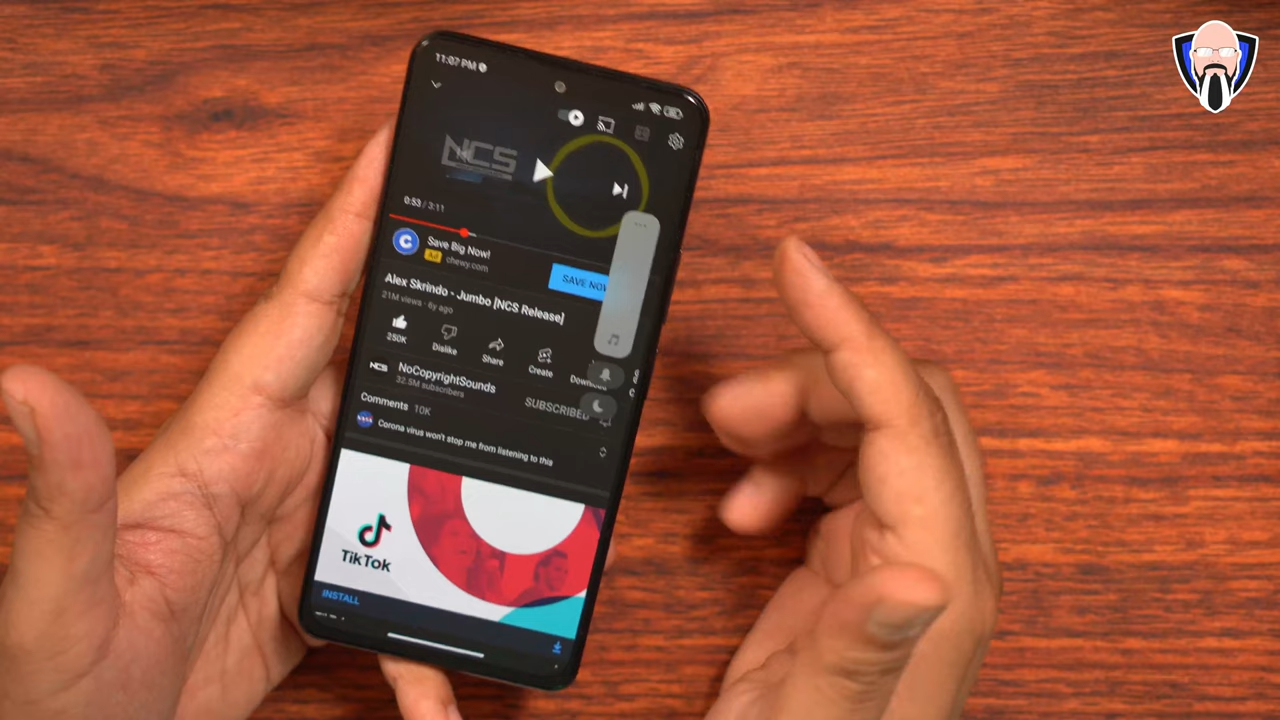 11:07 PM
NCS
0:53 / 3:11
Save Big Now!
Ad chewy.com
SAVE NOW
Alex Skrindo - Jumbo [NCS Release]
21M views · 6y ago
250K
Dislike
Share
Create
Download
NCS
NoCopyrightSounds
32.5M subscribers
SUBSCRIBED
Comments 10K
NASA
Corona virus won't stop me from listening to this
TikTok
INSTALL